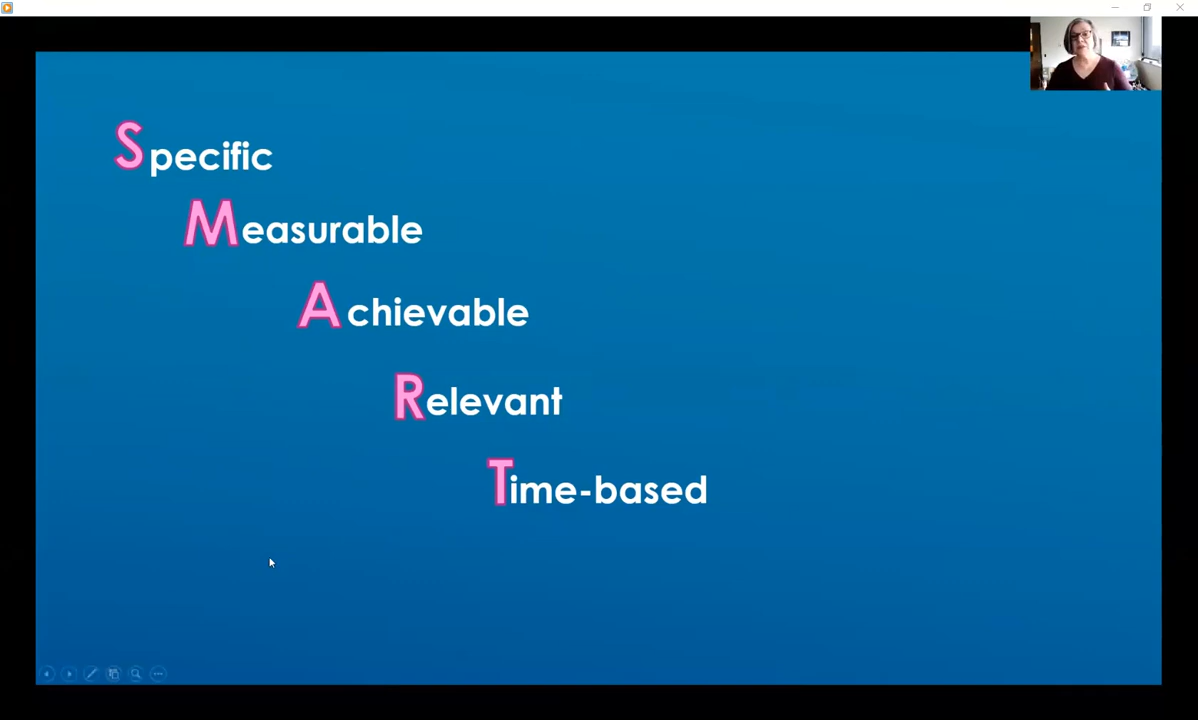 Specific
Measurable
Achievable
Relevant
Time-based